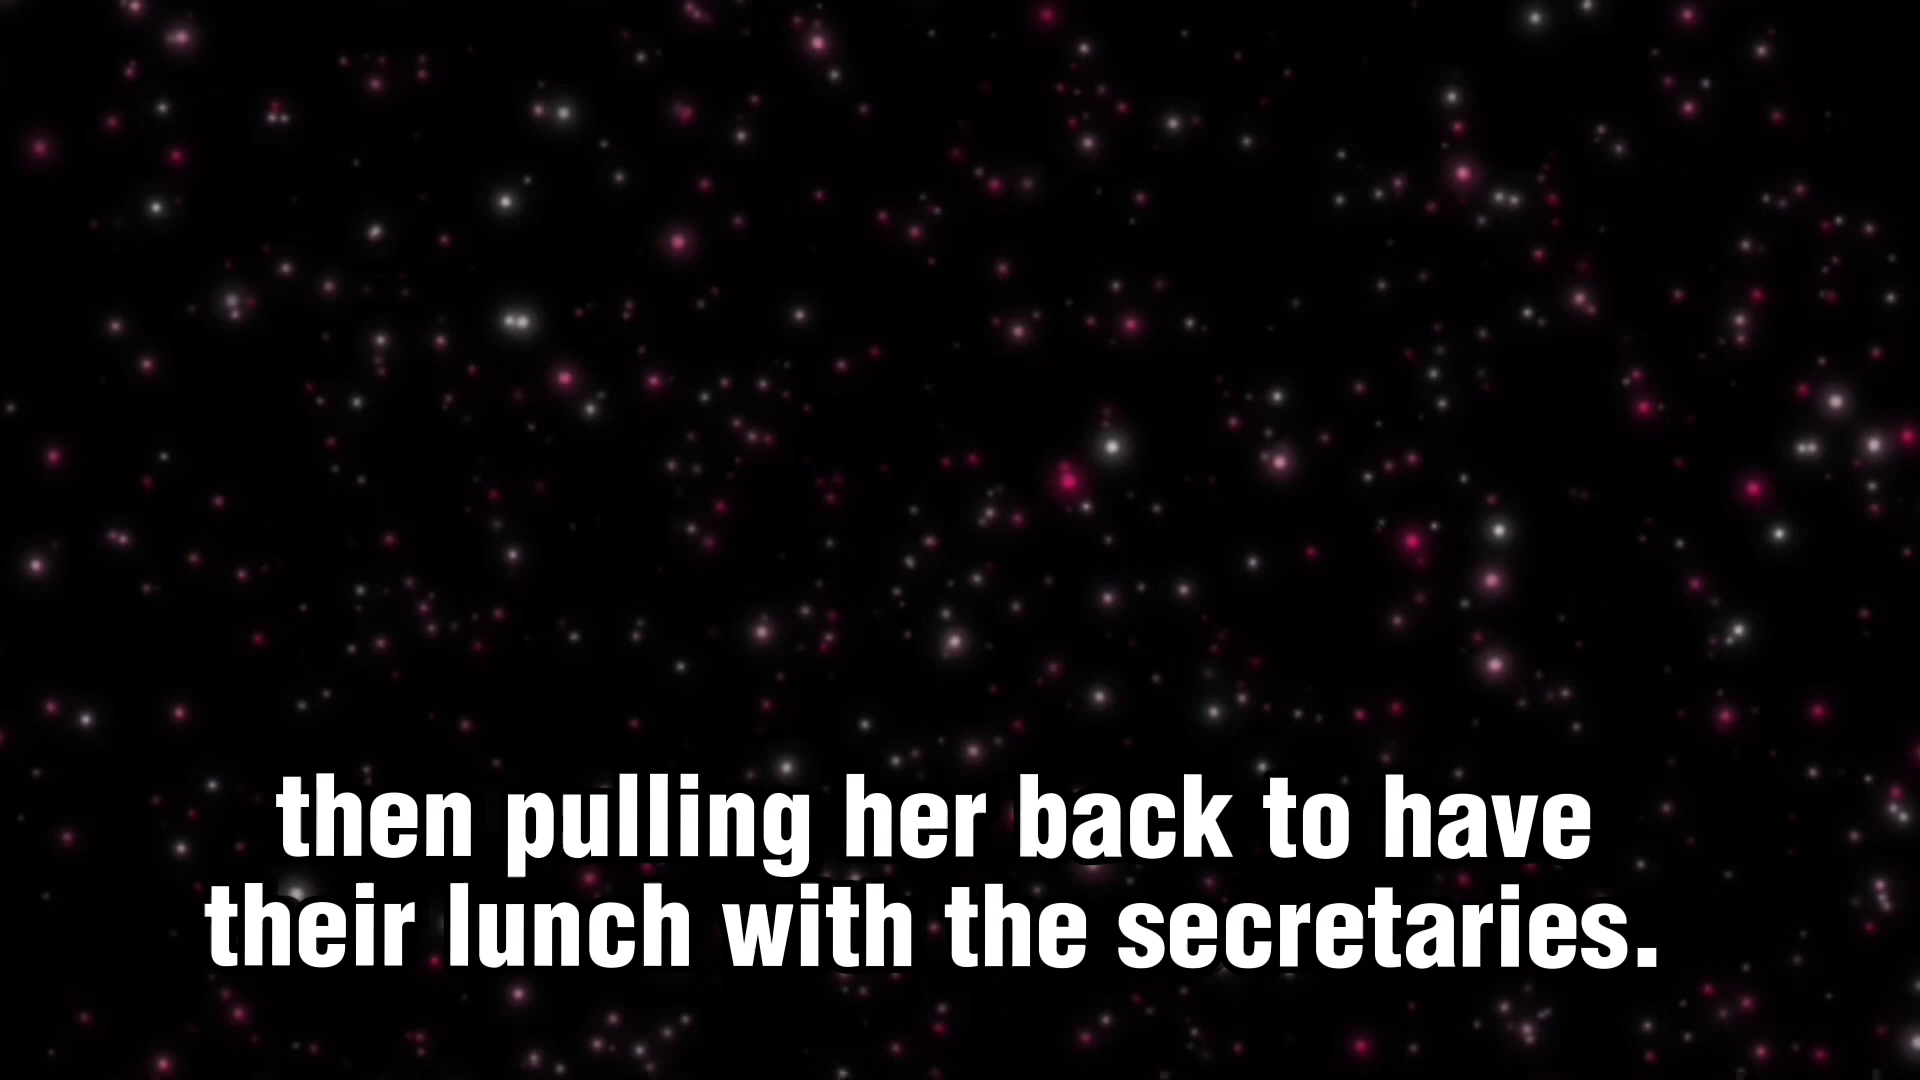 then pulling her back to have
their lunch with the secretaries.